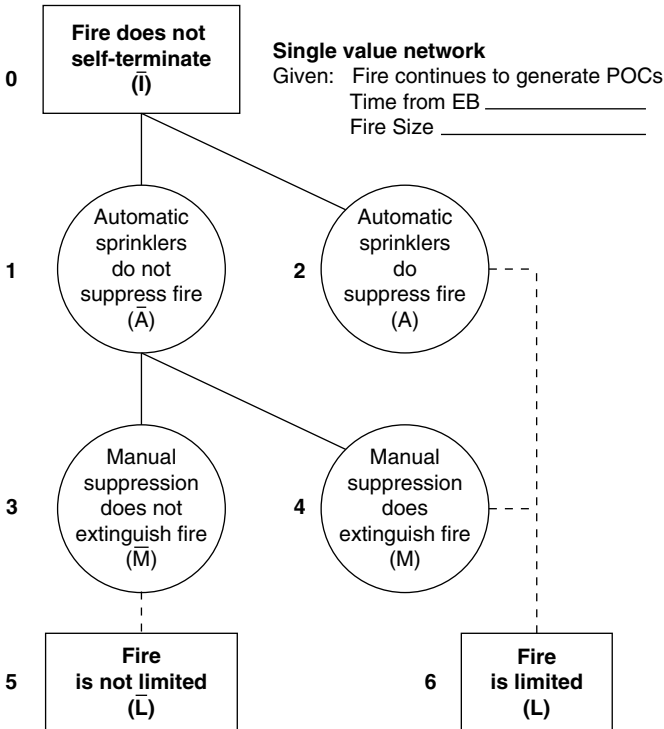 Fire does not
self-terminate
(I̅)
0
Single value network
Given: Fire continues to generate POCs
Time from EB
Fire Size
Automatic
sprinklers
do not
suppress fire
(A̅)
1
Automatic
sprinklers
do
suppress fire
(A)
2
Manual
suppression
does not
extinguish fire
(M̅)
3
Manual
suppression
does
extinguish fire
(M)
4
Fire
is not limited
(L̅)
5
Fire
is limited
(L)
6